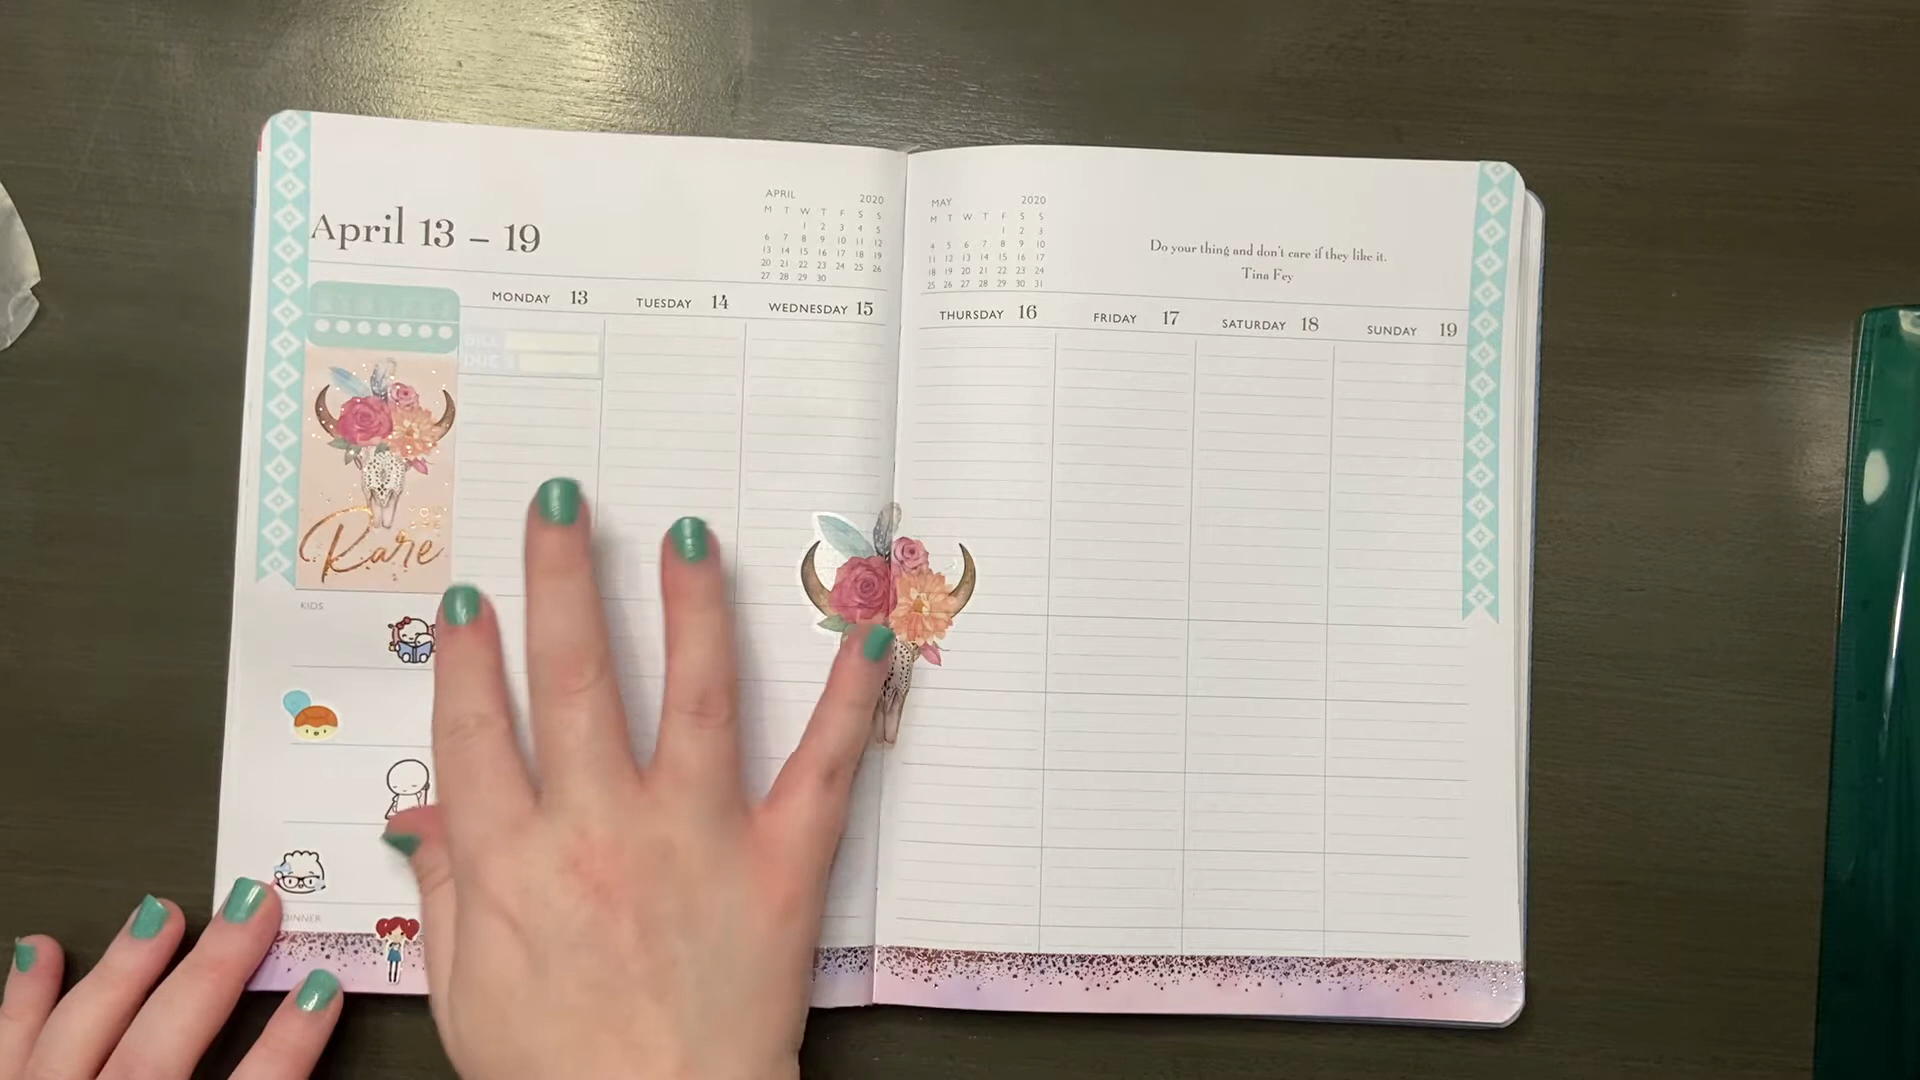 April 13 – 19
APRIL 2020
M T W T F S S
1 2 3 4 5
6 7 8 9 10 11 12
13 14 15 16 17 18 19
20 21 22 23 24 25 26
27 28 29 30
MONDAY 13
TUESDAY 14
WEDNESDAY 15
BILL
DUE
YOU
ARE
Rare
KIDS
DINNER
MAY 2020
M T W T F S S
1 2 3
4 5 6 7 8 9 10
11 12 13 14 15 16 17
18 19 20 21 22 23 24
25 26 27 28 29 30 31
Do your thing and don't care if they like it.
Tina Fey
THURSDAY 16
FRIDAY 17
SATURDAY 18
SUNDAY 19